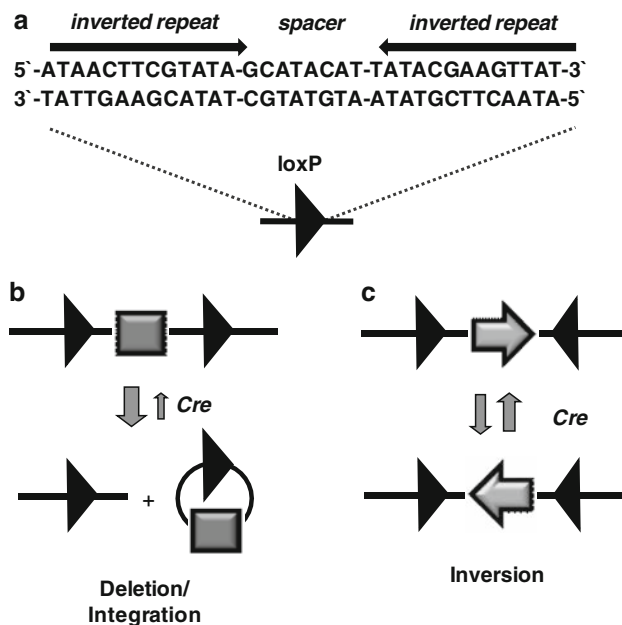 a
inverted repeat spacer inverted repeat
5`-ATAACTTCGTATA-GCATACAT-TATACGAAGTTAT-3`
3`-TATTGAAGCATAT-CGTATGTA-ATATGCTTCAATA-5`
loxP
b
Cre
+
Deletion/
Integration
c
Cre
Inversion